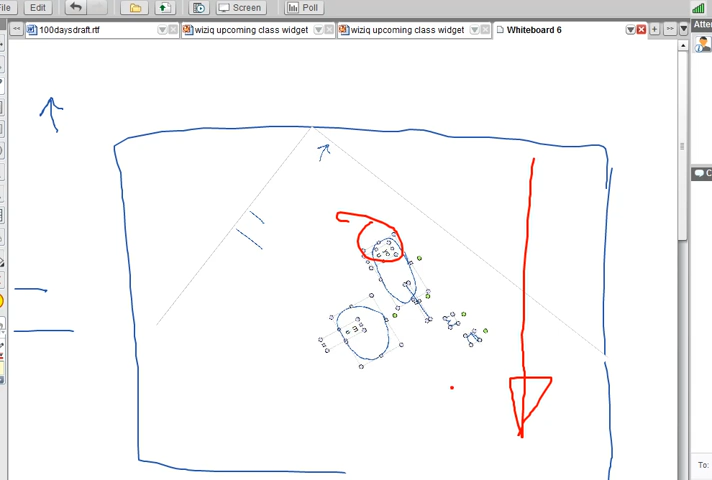 File Edit Screen Poll
100daysdraft.rtf wiziq upcoming class widget wiziq upcoming class widget Whiteboard 6
To: